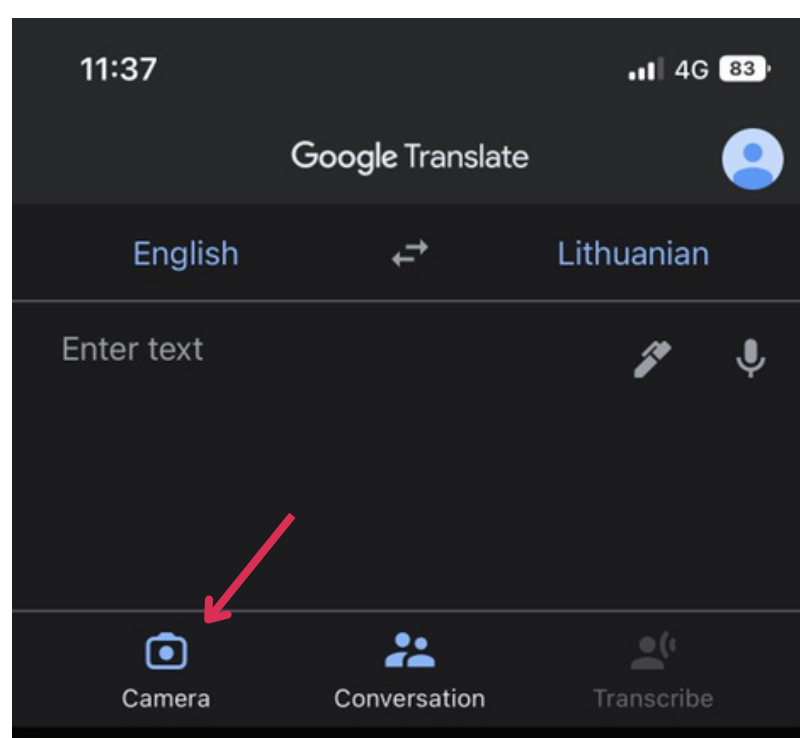 11:37 4G 83
Google Translate
English Lithuanian
Enter text
Camera Conversation Transcribe